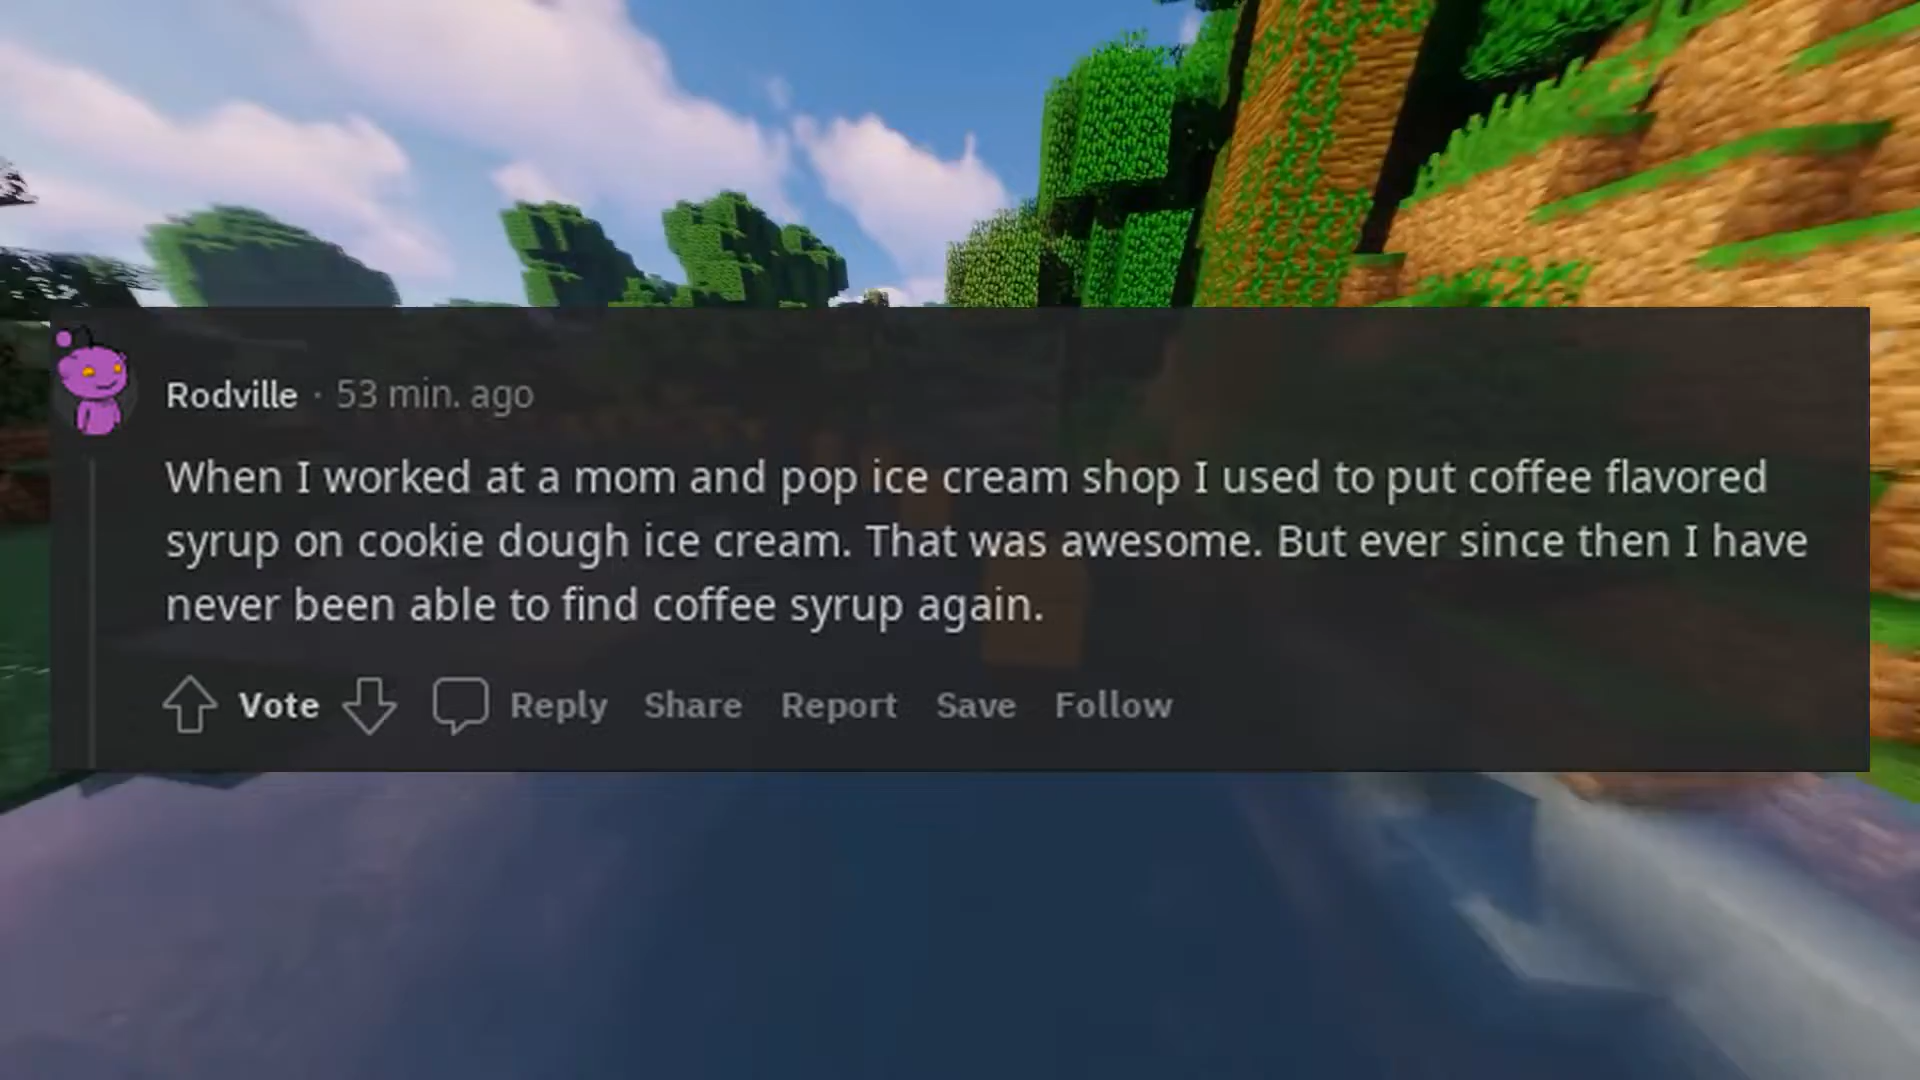 Rodville · 53 min. ago
When I worked at a mom and pop ice cream shop I used to put coffee flavored
syrup on cookie dough ice cream. That was awesome. But ever since then I have
never been able to find coffee syrup again.
Vote Reply Share Report Save Follow